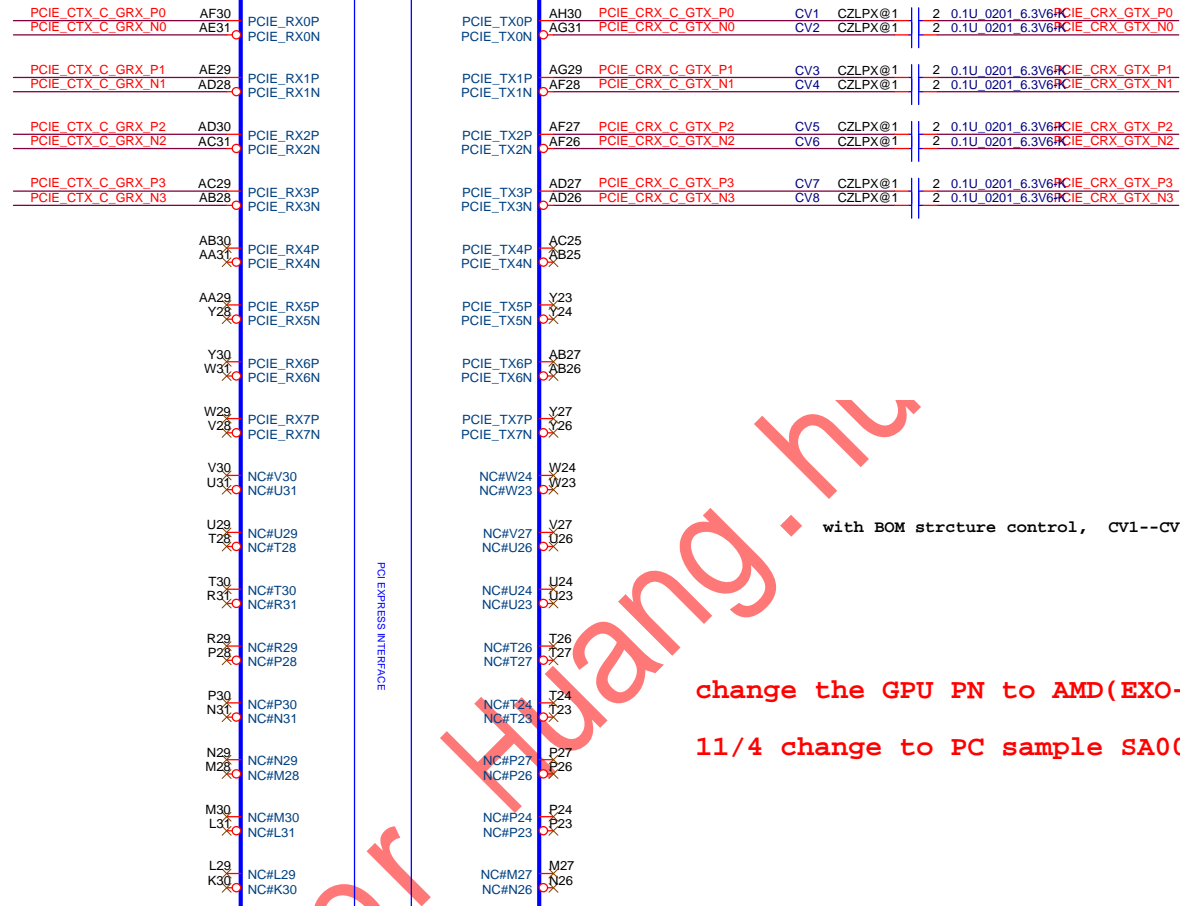 PCIE_CTX_C_GRX_P0 AF30 PCIE_RX0P PCIE_TX0P AH30 PCIE_CRX_C_GTX_P0 CV1 CZLPX@1 2 0.1U_0201_6.3V6-K PCIE_CRX_GTX_P0
PCIE_CTX_C_GRX_N0 AE31 PCIE_RX0N PCIE_TX0N AG31 PCIE_CRX_C_GTX_N0 CV2 CZLPX@1 2 0.1U_0201_6.3V6-K PCIE_CRX_GTX_N0
PCIE_CTX_C_GRX_P1 AE29 PCIE_RX1P PCIE_TX1P AG29 PCIE_CRX_C_GTX_P1 CV3 CZLPX@1 2 0.1U_0201_6.3V6-K PCIE_CRX_GTX_P1
PCIE_CTX_C_GRX_N1 AD28 PCIE_RX1N PCIE_TX1N AF28 PCIE_CRX_C_GTX_N1 CV4 CZLPX@1 2 0.1U_0201_6.3V6-K PCIE_CRX_GTX_N1
PCIE_CTX_C_GRX_P2 AD30 PCIE_RX2P PCIE_TX2P AF27 PCIE_CRX_C_GTX_P2 CV5 CZLPX@1 2 0.1U_0201_6.3V6-K PCIE_CRX_GTX_P2
PCIE_CTX_C_GRX_N2 AC31 PCIE_RX2N PCIE_TX2N AF26 PCIE_CRX_C_GTX_N2 CV6 CZLPX@1 2 0.1U_0201_6.3V6-K PCIE_CRX_GTX_N2
PCIE_CTX_C_GRX_P3 AC29 PCIE_RX3P PCIE_TX3P AD27 PCIE_CRX_C_GTX_P3 CV7 CZLPX@1 2 0.1U_0201_6.3V6-K PCIE_CRX_GTX_P3
PCIE_CTX_C_GRX_N3 AB28 PCIE_RX3N PCIE_TX3N AD26 PCIE_CRX_C_GTX_N3 CV8 CZLPX@1 2 0.1U_0201_6.3V6-K PCIE_CRX_GTX_N3
AB30 PCIE_RX4P PCIE_TX4P AC25
AA31 PCIE_RX4N PCIE_TX4N AB25
AA29 PCIE_RX5P PCIE_TX5P Y23
Y28 PCIE_RX5N PCIE_TX5N Y24
Y30 PCIE_RX6P PCIE_TX6P AB27
W31 PCIE_RX6N PCIE_TX6N AB26
W29 PCIE_RX7P PCIE_TX7P Y27
V28 PCIE_RX7N PCIE_TX7N Y26
V30 NC#V30 NC#W24 W24
U31 NC#U31 NC#W23 W23
U29 NC#U29 NC#V27 V27
T28 NC#T28 NC#U26 U26
with BOM strcture control, CV1--CV
T30 NC#T30 NC#U24 U24
R31 NC#R31 NC#U23 U23
PCI EXPRESS INTERFACE
R29 NC#R29 NC#T26 T26
P28 NC#P28 NC#T27 T27
P30 NC#P30 NC#T24 T24
N31 NC#N31 NC#T23 T23
change the GPU PN to AMD(EXO-
N29 NC#N29 NC#P27 P27
M28 NC#M28 NC#P26 P26
11/4 change to PC sample SA00
M30 NC#M30 NC#P24 P24
L31 NC#L31 NC#P23 P23
L29 NC#L29 NC#M27 M27
K30 NC#K30 NC#N26 N26
or Huang.hu